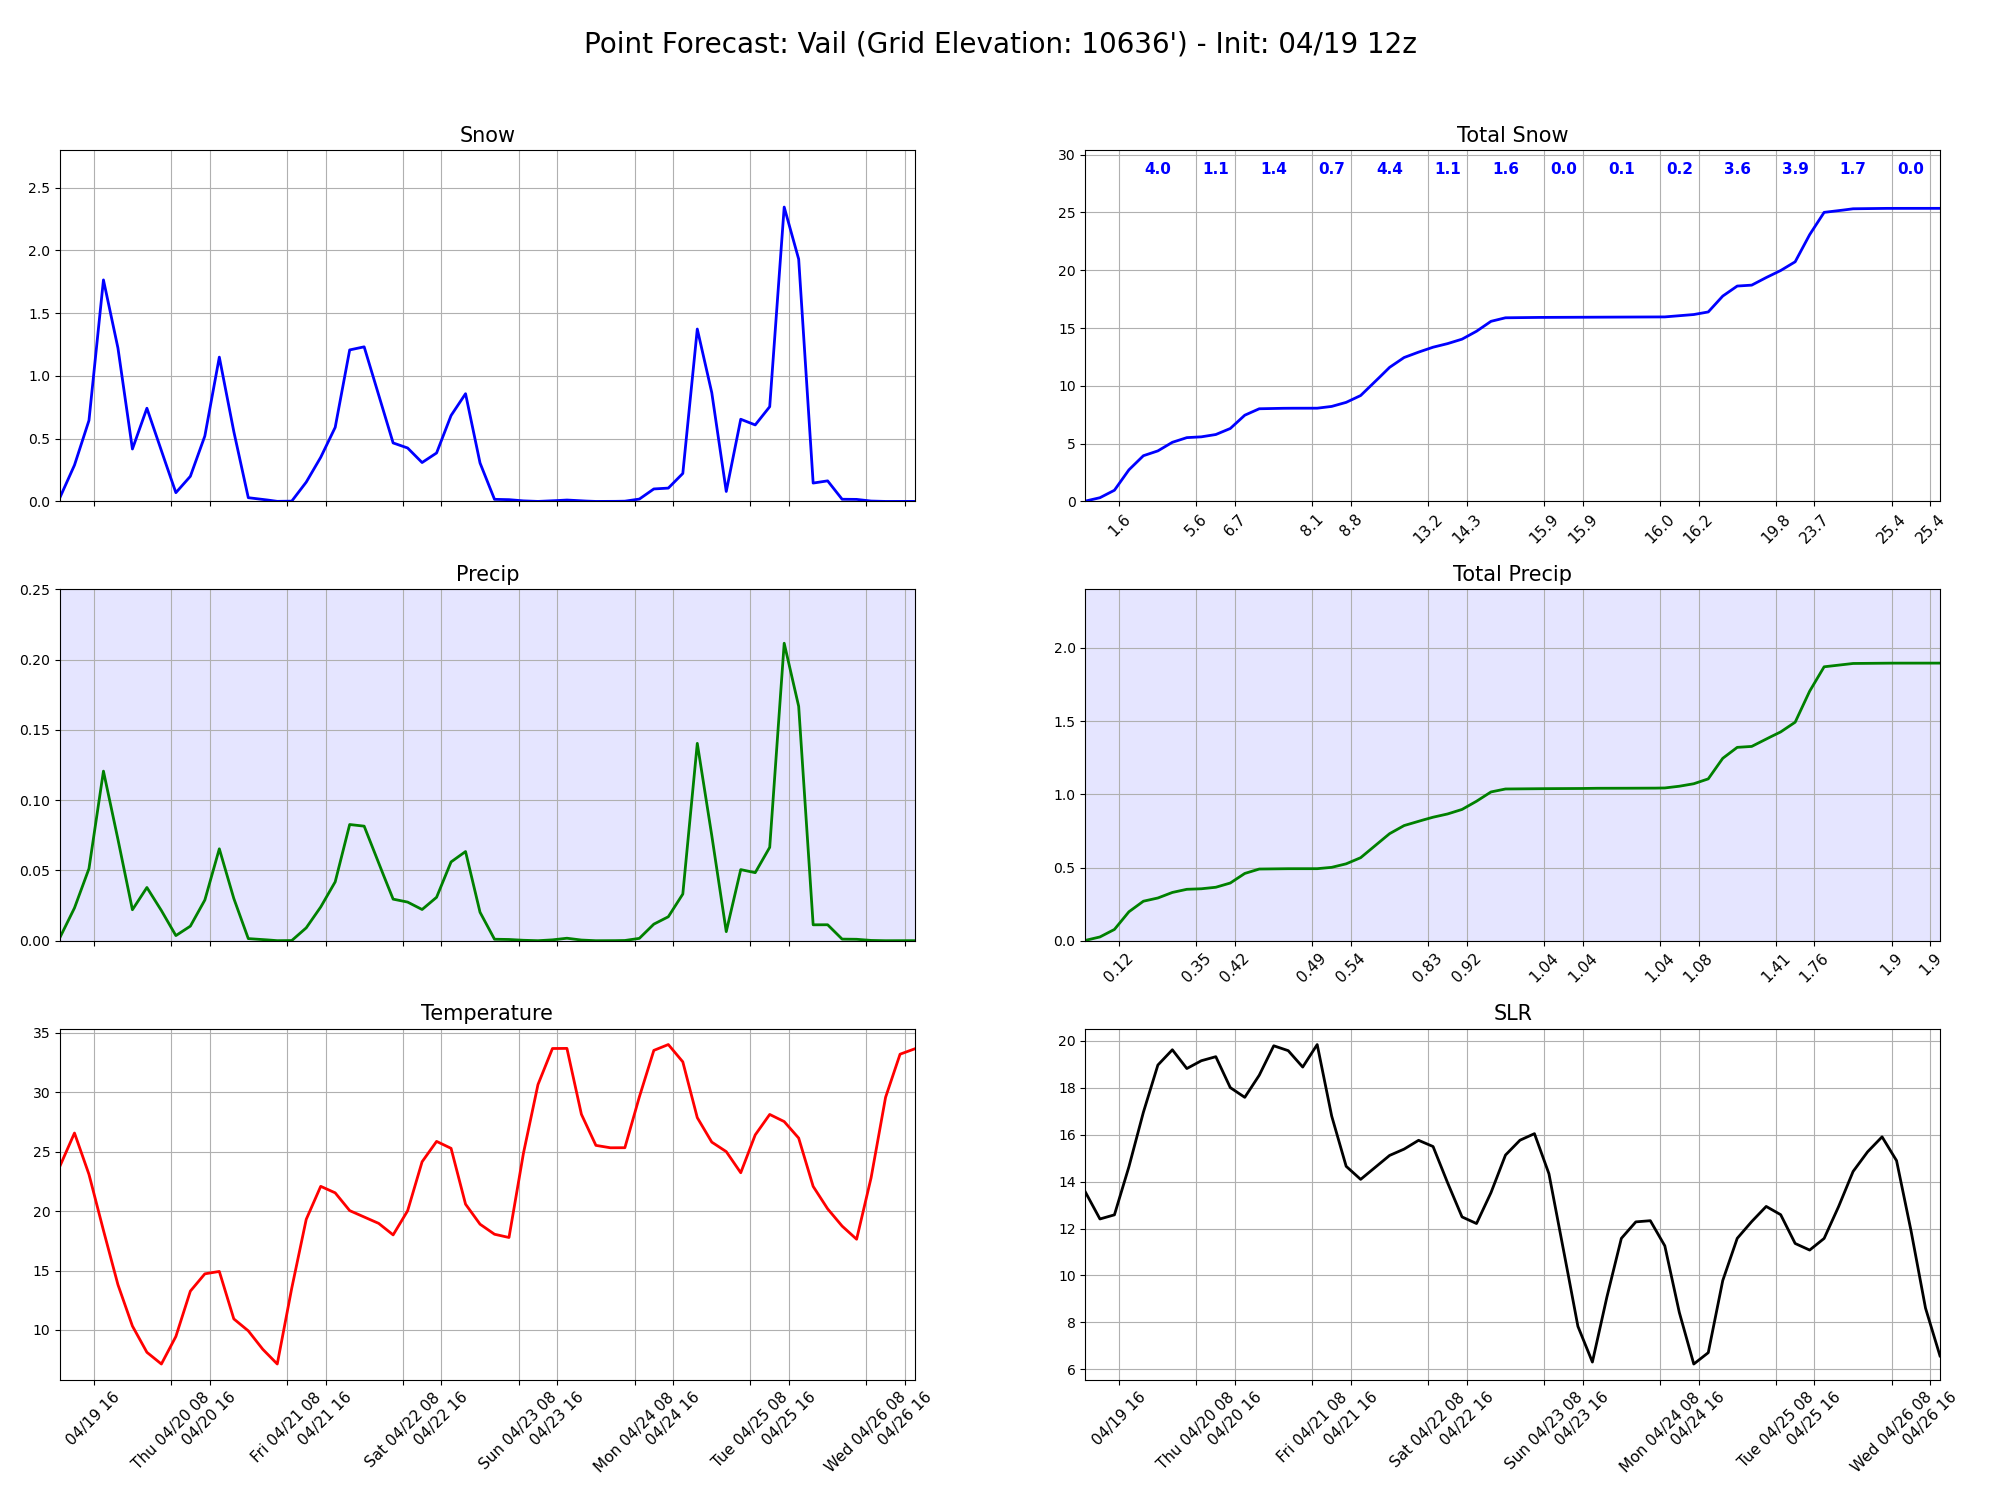 Point Forecast: Vail (Grid Elevation: 10636') - Init: 04/19 12z
Snow
2.5
2.0
1.5
1.0
0.5
0.0
Total Snow
4.0 1.1 1.4 0.7 4.4 1.1 1.6 0.0 0.1 0.2 3.6 3.9 1.7 0.0
30
25
20
15
10
5
0
1.6 5.6 6.7 8.1 8.8 13.2 14.3 15.9 15.9 16.0 16.2 19.8 23.7 25.4 25.4
Precip
0.25
0.20
0.15
0.10
0.05
0.00
Total Precip
2.0
1.5
1.0
0.5
0.0
0.12 0.35 0.42 0.49 0.54 0.83 0.92 1.04 1.04 1.04 1.08 1.41 1.76 1.9 1.9
Temperature
35
30
25
20
15
10
04/19 16
Thu 04/20 08
04/20 16
Fri 04/21 08
04/21 16
Sat 04/22 08
04/22 16
Sun 04/23 08
04/23 16
Mon 04/24 08
04/24 16
Tue 04/25 08
04/25 16
Wed 04/26 08
04/26 16
SLR
20
18
16
14
12
10
8
6
04/19 16
Thu 04/20 08
04/20 16
Fri 04/21 08
04/21 16
Sat 04/22 08
04/22 16
Sun 04/23 08
04/23 16
Mon 04/24 08
04/24 16
Tue 04/25 08
04/25 16
Wed 04/26 08
04/26 16